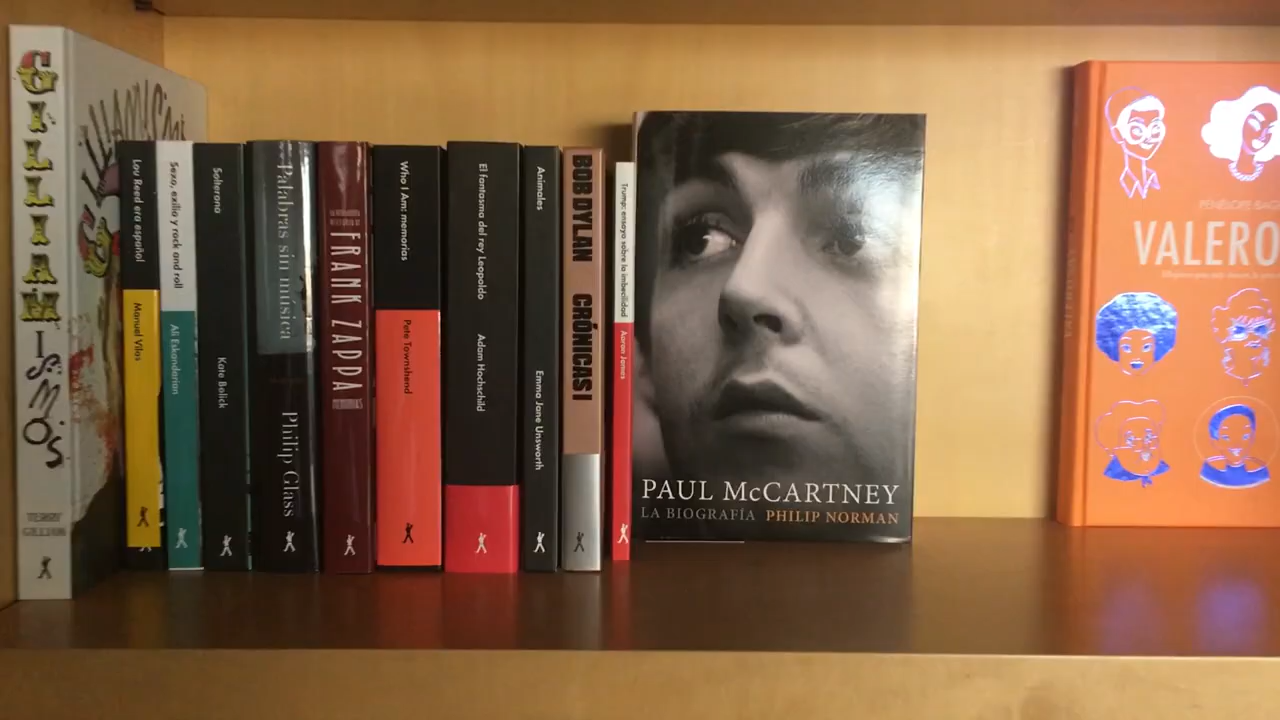 GILLIAMISMOS
TERRY
GILLIAM
Lou Reed era español
Manuel Vilas
Sexo, exilio y rock and roll
Ali Eskandarian
Solterona
Kate Bolick
Palabras sin música
Philip Glass
FRANK ZAPPA
MEMORIAS
Who I Am: memorias
Pete Townshend
El fantasma del rey Leopoldo
Adam Hochschild
Animales
Emma Jane Unsworth
BOB DYLAN CRÓNICAS I
Trump: ensayo sobre la imbecilidad
Aaron James
PAUL McCARTNEY
LA BIOGRAFÍA PHILIP NORMAN
VALERO